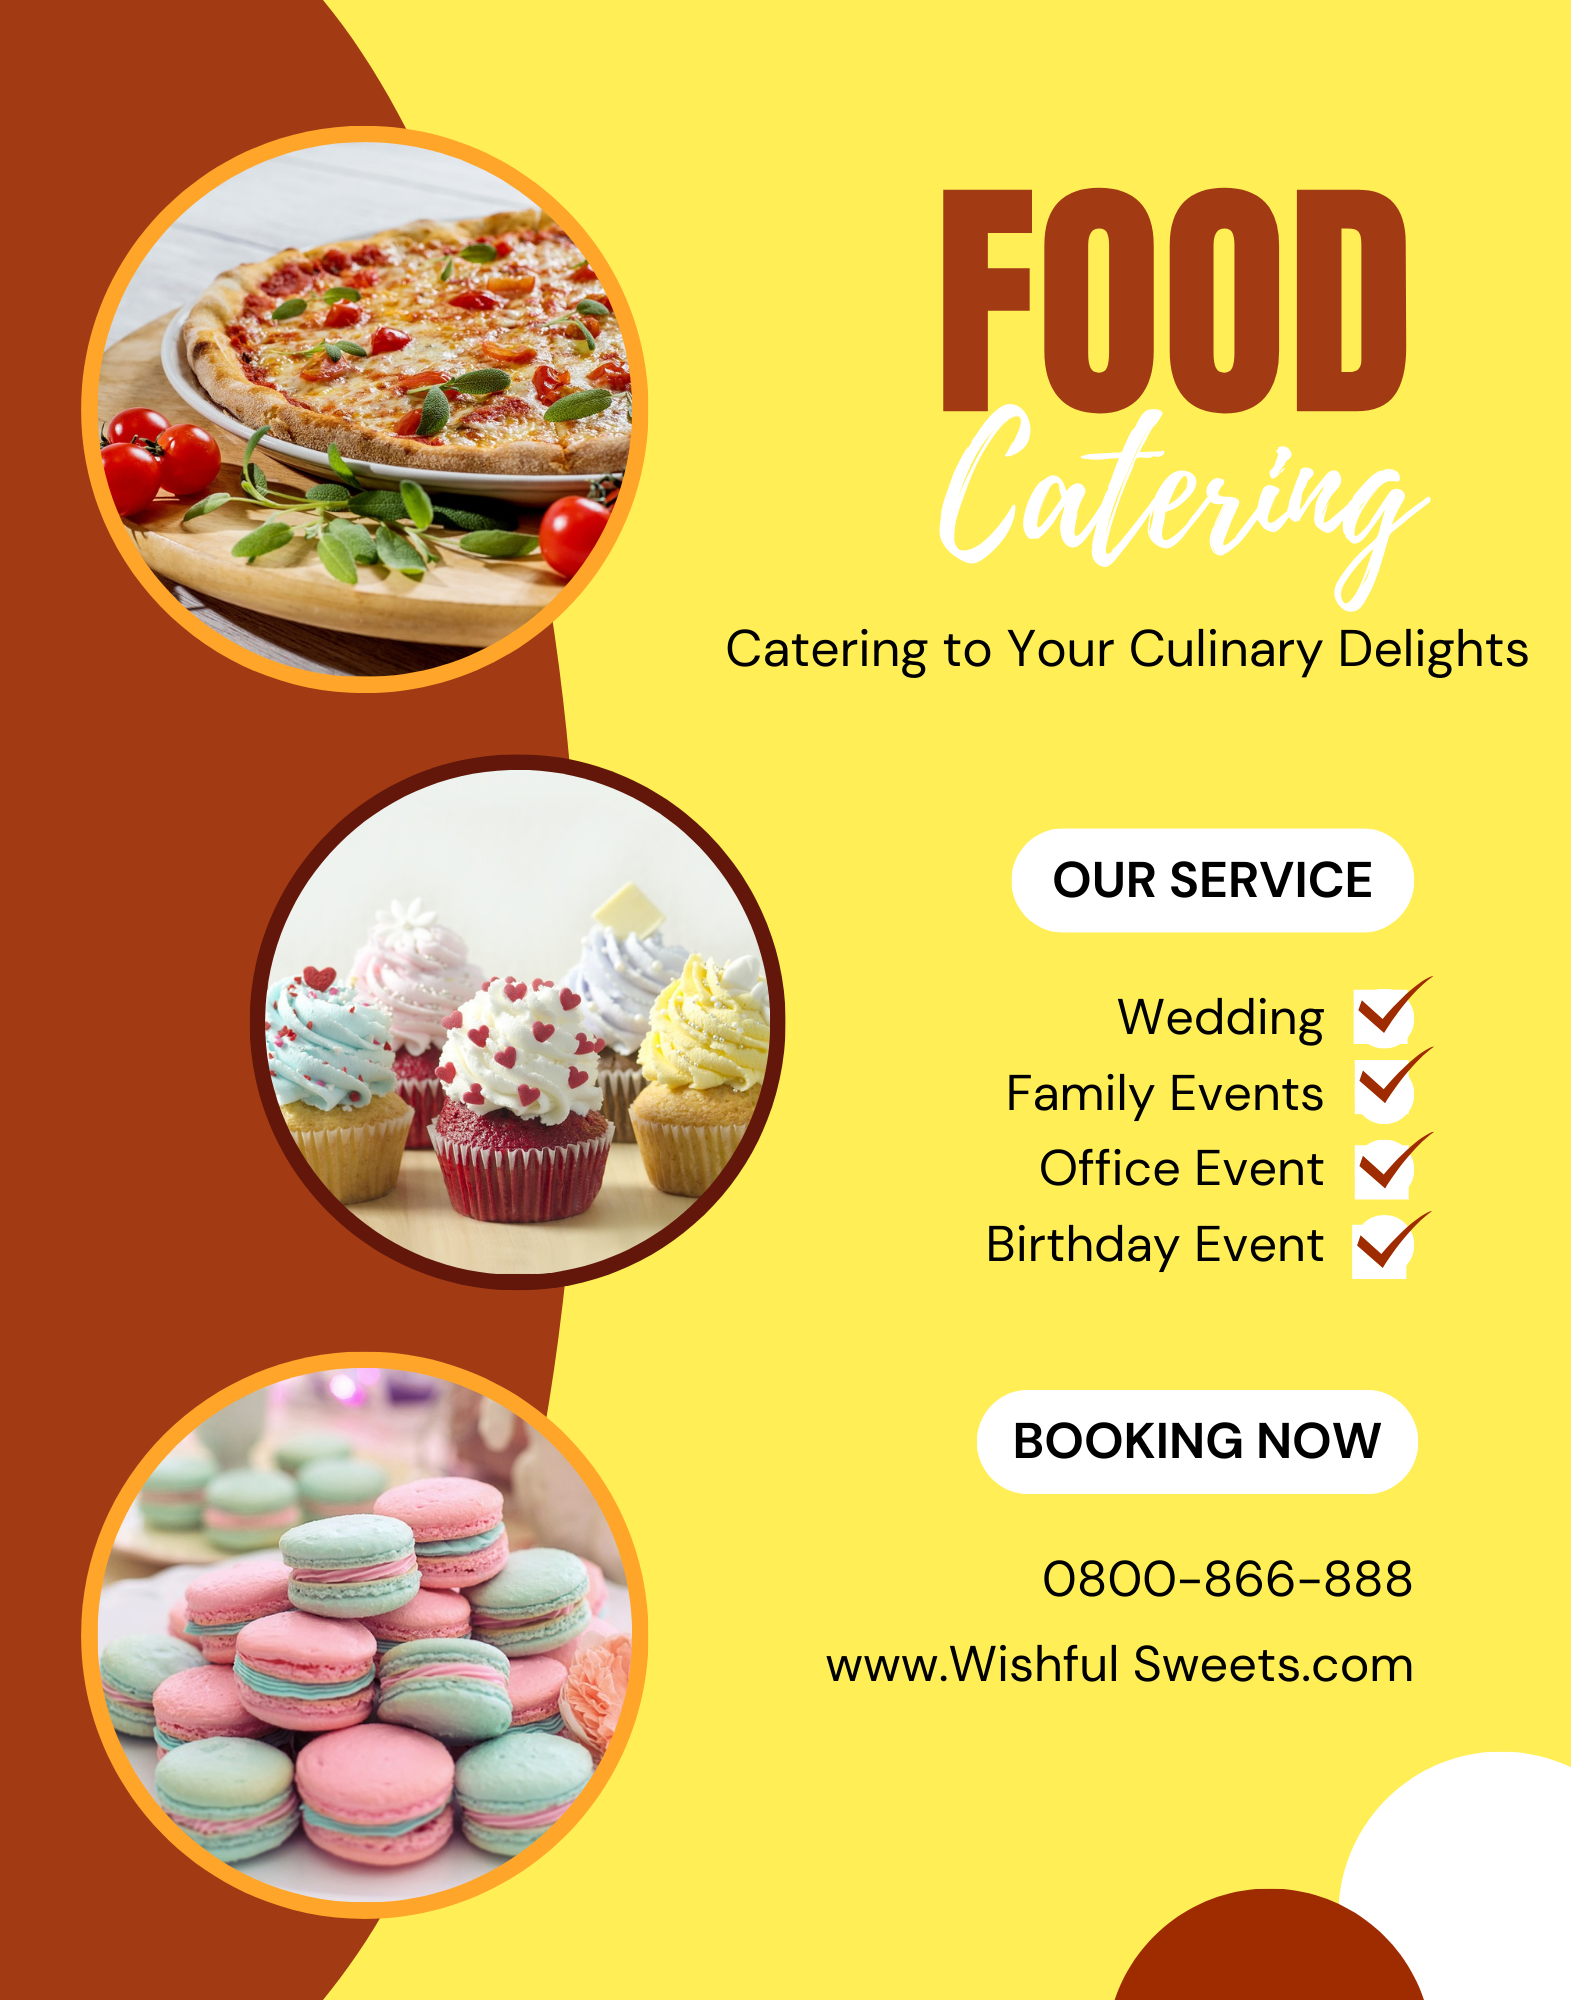 FOOD
Catering
Catering to Your Culinary Delights
OUR SERVICE
Wedding
Family Events
Office Event
Birthday Event
BOOKING NOW
0800-866-888
www.Wishful Sweets.com